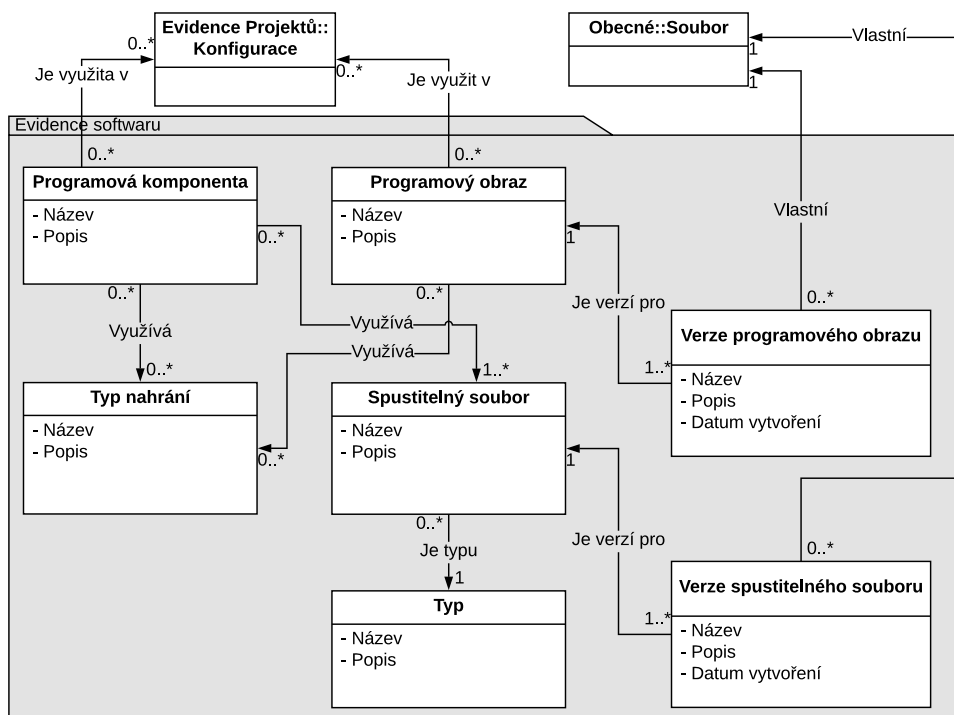 Evidence Projektů::
Konfigurace
Obecné::Soubor
0..*
0..*
1
1
Vlastní
Je využita v
Je využit v
Evidence softwaru
0..*
0..*
Programová komponenta
- Název
- Popis
Programový obraz
- Název
- Popis
Vlastní
0..*
1
0..*
0..*
0..*
Je verzí pro
Využívá
Využívá
Využívá
Verze programového obrazu
- Název
- Popis
- Datum vytvoření
0..*
1..*
1..*
Typ nahrání
- Název
- Popis
Spustitelný soubor
- Název
- Popis
0..*
1
0..*
Je verzí pro
Je typu
0..*
1
Typ
- Název
- Popis
Verze spustitelného souboru
- Název
- Popis
- Datum vytvoření
1..*